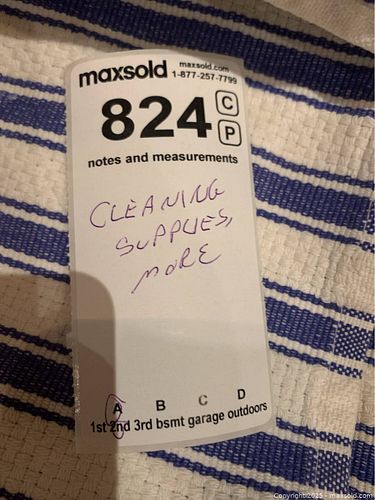 maxsold maxsold.com
1-877-257-7799
824 C
P
notes and measurements
CLEANING
SUPPLIES,
MORE
A B C D
1st 2nd 3rd bsmt garage outdoors
Copyright 2025 - maxsold.com